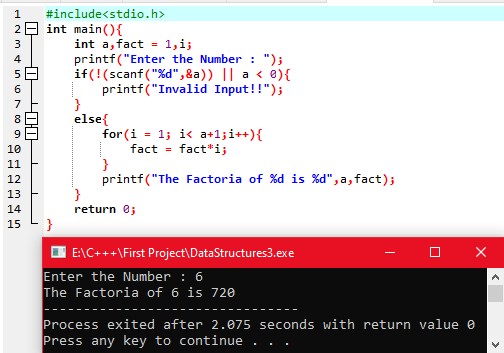 1 #include<stdio.h>
2 int main(){
3 int a,fact = 1,i;
4 printf("Enter the Number : ");
5 if(!(scanf("%d",&a)) || a < 0){
6 printf("Invalid Input!!");
7 }
8 else{
9 for(i = 1; i< a+1;i++){
10 fact = fact*i;
11 }
12 printf("The Factoria of %d is %d",a,fact);
13 }
14 return 0;
15 }
E:\C+++\First Project\DataStructures3.exe
Enter the Number : 6
The Factoria of 6 is 720
--------------------------------
Process exited after 2.075 seconds with return value 0
Press any key to continue . . .